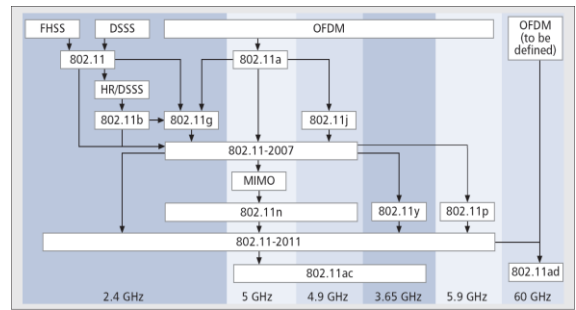 FHSS DSSS OFDM OFDM
(to be
defined)
802.11 802.11a
HR/DSSS
802.11b 802.11g 802.11j
802.11-2007
MIMO
802.11n 802.11y 802.11p
802.11-2011
802.11ac 802.11ad
2.4 GHz 5 GHz 4.9 GHz 3.65 GHz 5.9 GHz 60 GHz